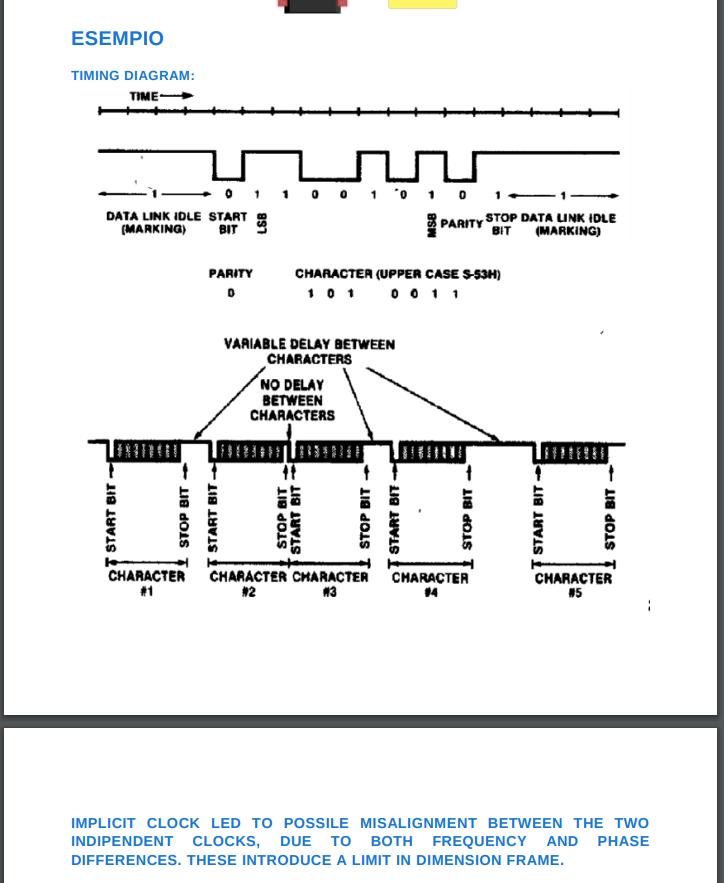 ESEMPIO
TIMING DIAGRAM:
TIME
1 0 1 1 0 0 1 0 1 0 1 1
DATA LINK IDLE START LSB MSB PARITY STOP DATA LINK IDLE
(MARKING) BIT BIT (MARKING)
PARITY CHARACTER (UPPER CASE S-53H)
0 1 0 1 0 0 1 1
VARIABLE DELAY BETWEEN
CHARACTERS
NO DELAY
BETWEEN
CHARACTERS
START BIT STOP BIT START BIT STOP BIT START BIT STOP BIT START BIT STOP BIT START BIT STOP BIT
CHARACTER CHARACTER CHARACTER CHARACTER CHARACTER
#1 #2 #3 #4 #5
IMPLICIT CLOCK LED TO POSSILE MISALIGNMENT BETWEEN THE TWO
INDIPENDENT CLOCKS, DUE TO BOTH FREQUENCY AND PHASE
DIFFERENCES. THESE INTRODUCE A LIMIT IN DIMENSION FRAME.